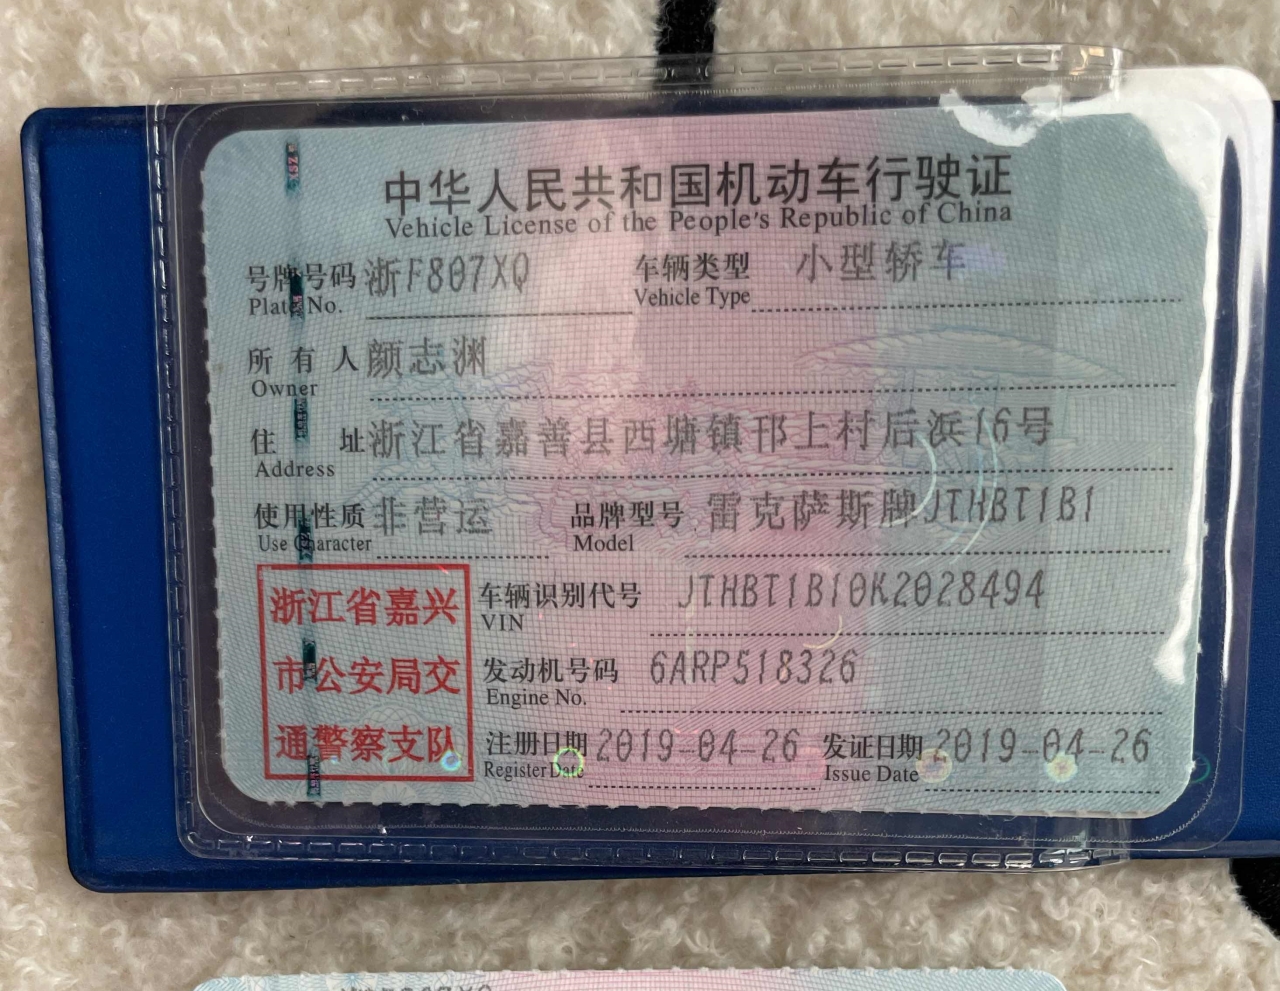 中华人民共和国机动车行驶证
Vehicle License of the People's Republic of China
号牌号码 浙F807XQ 车辆类型 小型轿车
Plate No. Vehicle Type
所有人 颜志渊
Owner
住址 浙江省嘉善县西塘镇邗上村后浜16号
Address
使用性质 非营运 品牌型号 雷克萨斯牌JTHBT1B1
Use Character Model
浙江省嘉兴
市公安局交
通警察支队
车辆识别代号 JTHBT1B10K2028494
VIN
发动机号码 6ARP518326
Engine No.
注册日期 2019-04-26 发证日期 2019-04-26
Register Date Issue Date